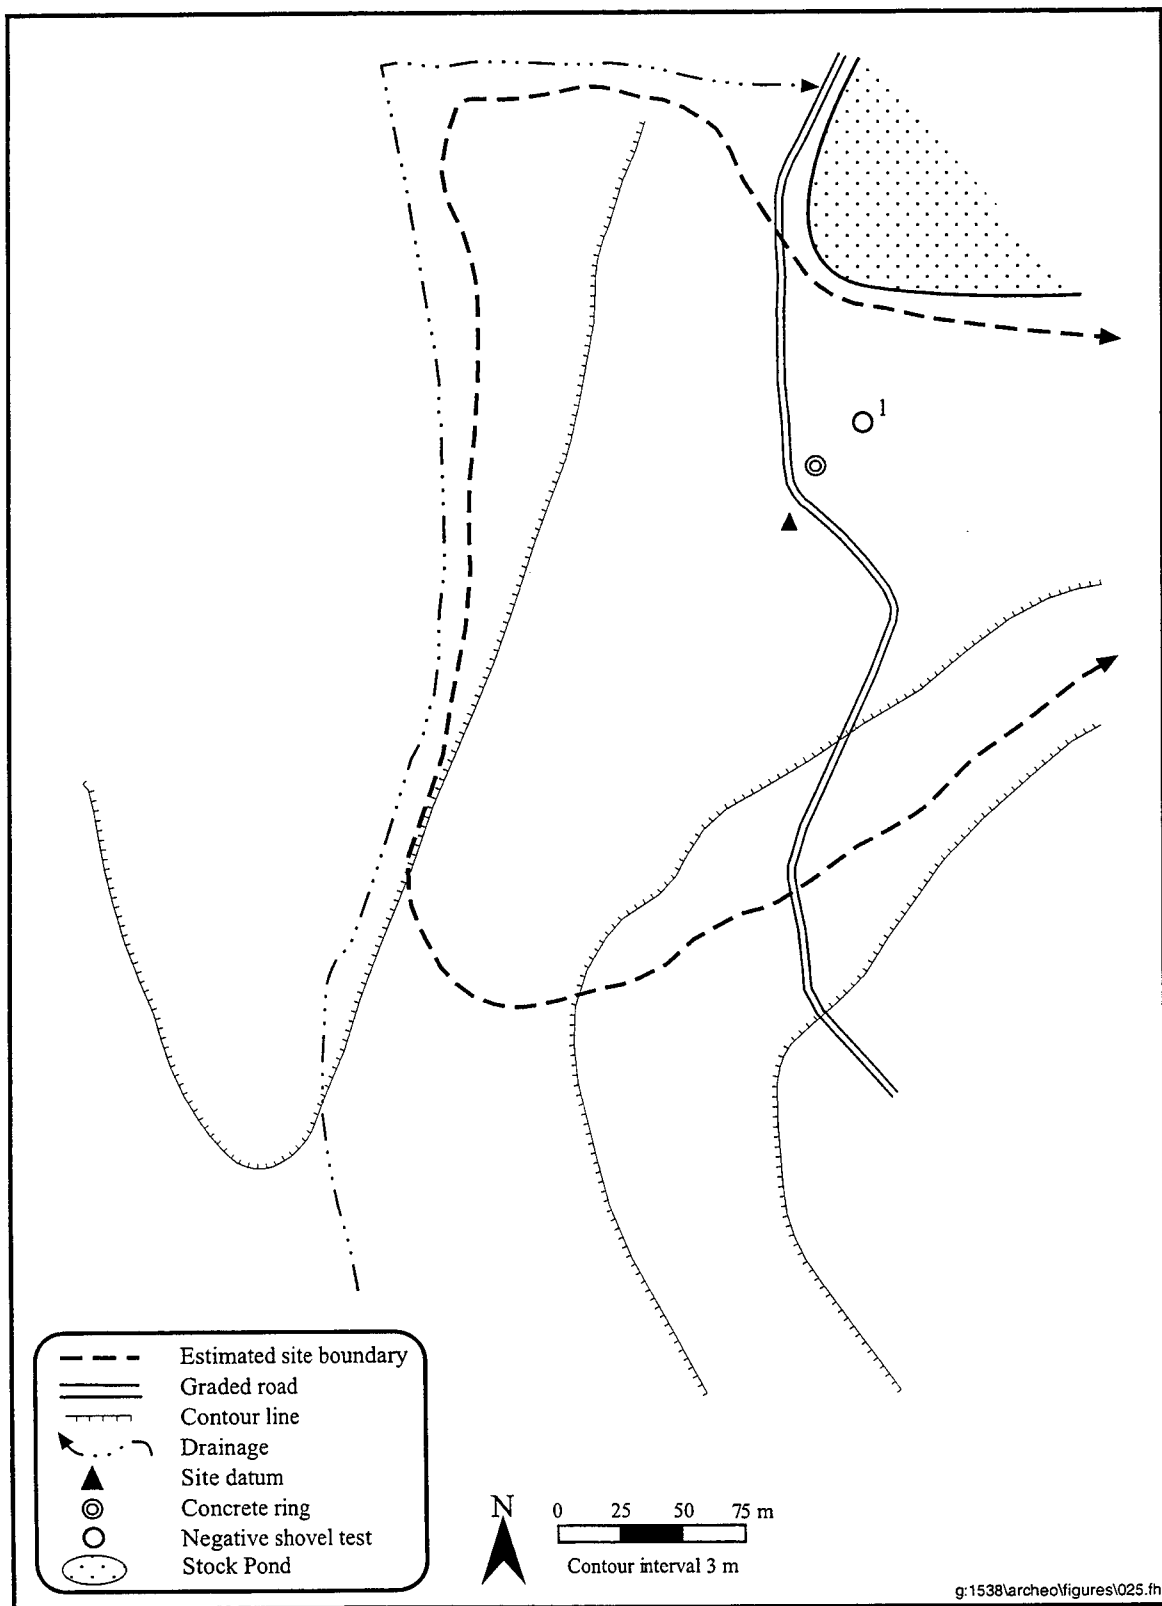 1
Estimated site boundary
Graded road
Contour line
Drainage
Site datum
Concrete ring
Negative shovel test
Stock Pond
N
0 25 50 75 m
Contour interval 3 m
g:1538\archeo\figures\025.fh